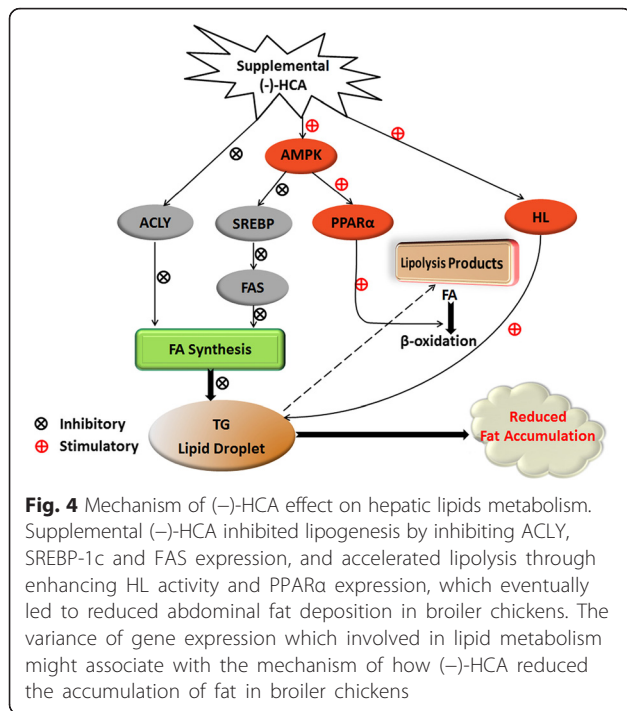 Supplemental
(-)-HCA
AMPK
ACLY
SREBP
PPARα
HL
Lipolysis Products
FAS
FA
β-oxidation
FA Synthesis
⊗ Inhibitory
⊕ Stimulatory
TG
Lipid Droplet
Reduced
Fat Accumulation
Fig. 4 Mechanism of (−)-HCA effect on hepatic lipids metabolism.
Supplemental (−)-HCA inhibited lipogenesis by inhibiting ACLY,
SREBP-1c and FAS expression, and accelerated lipolysis through
enhancing HL activity and PPARα expression, which eventually
led to reduced abdominal fat deposition in broiler chickens. The
variance of gene expression which involved in lipid metabolism
might associate with the mechanism of how (−)-HCA reduced
the accumulation of fat in broiler chickens